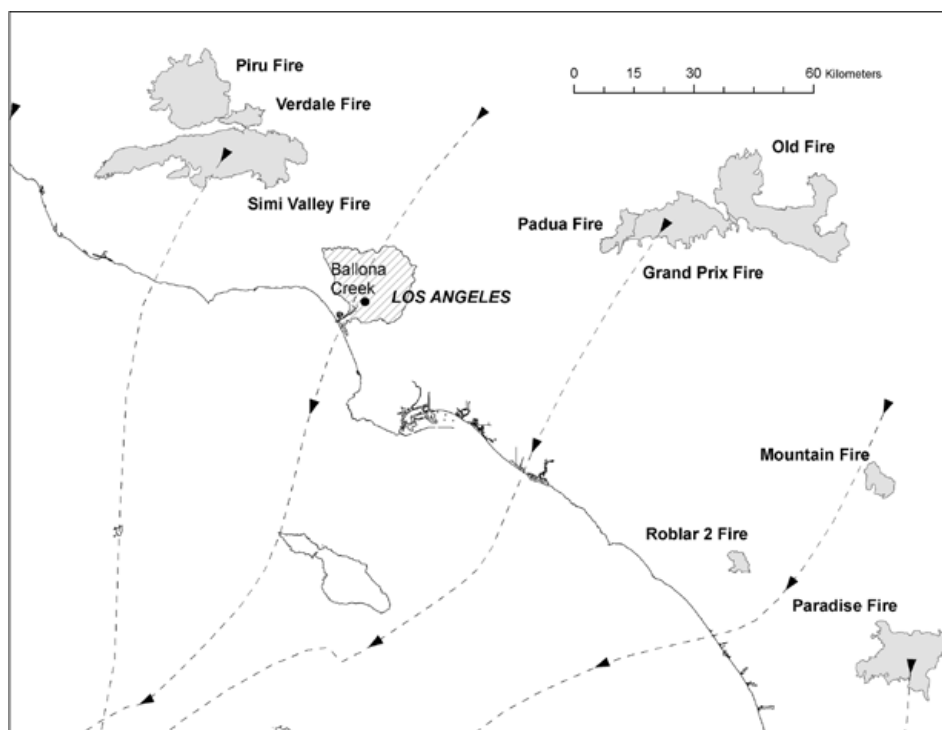 Piru Fire
Verdale Fire
Simi Valley Fire
0 15 30 60 Kilometers
Old Fire
Padua Fire
Grand Prix Fire
Ballona
Creek
LOS ANGELES
Mountain Fire
Roblar 2 Fire
Paradise Fire